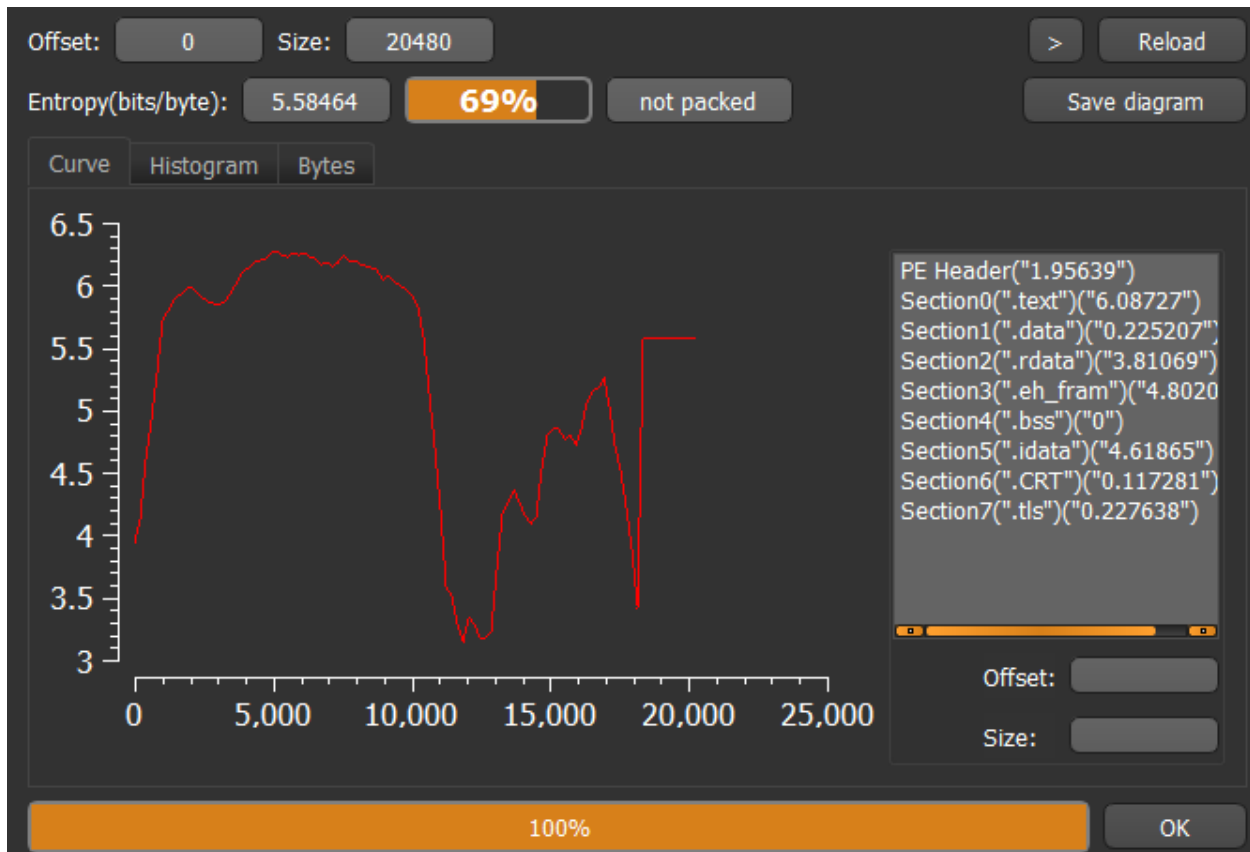 Offset: 0 Size: 20480 > Reload
Entropy(bits/byte): 5.58464 69% not packed Save diagram
Curve Histogram Bytes
6.5
6
5.5
5
4.5
4
3.5
3
0 5,000 10,000 15,000 20,000 25,000
PE Header("1.95639")
Section0(".text")("6.08727")
Section1(".data")("0.225207")
Section2(".rdata")("3.81069")
Section3(".eh_fram")("4.8020
Section4(".bss")("0")
Section5(".idata")("4.61865")
Section6(".CRT")("0.117281")
Section7(".tls")("0.227638")
Offset:
Size:
100% OK